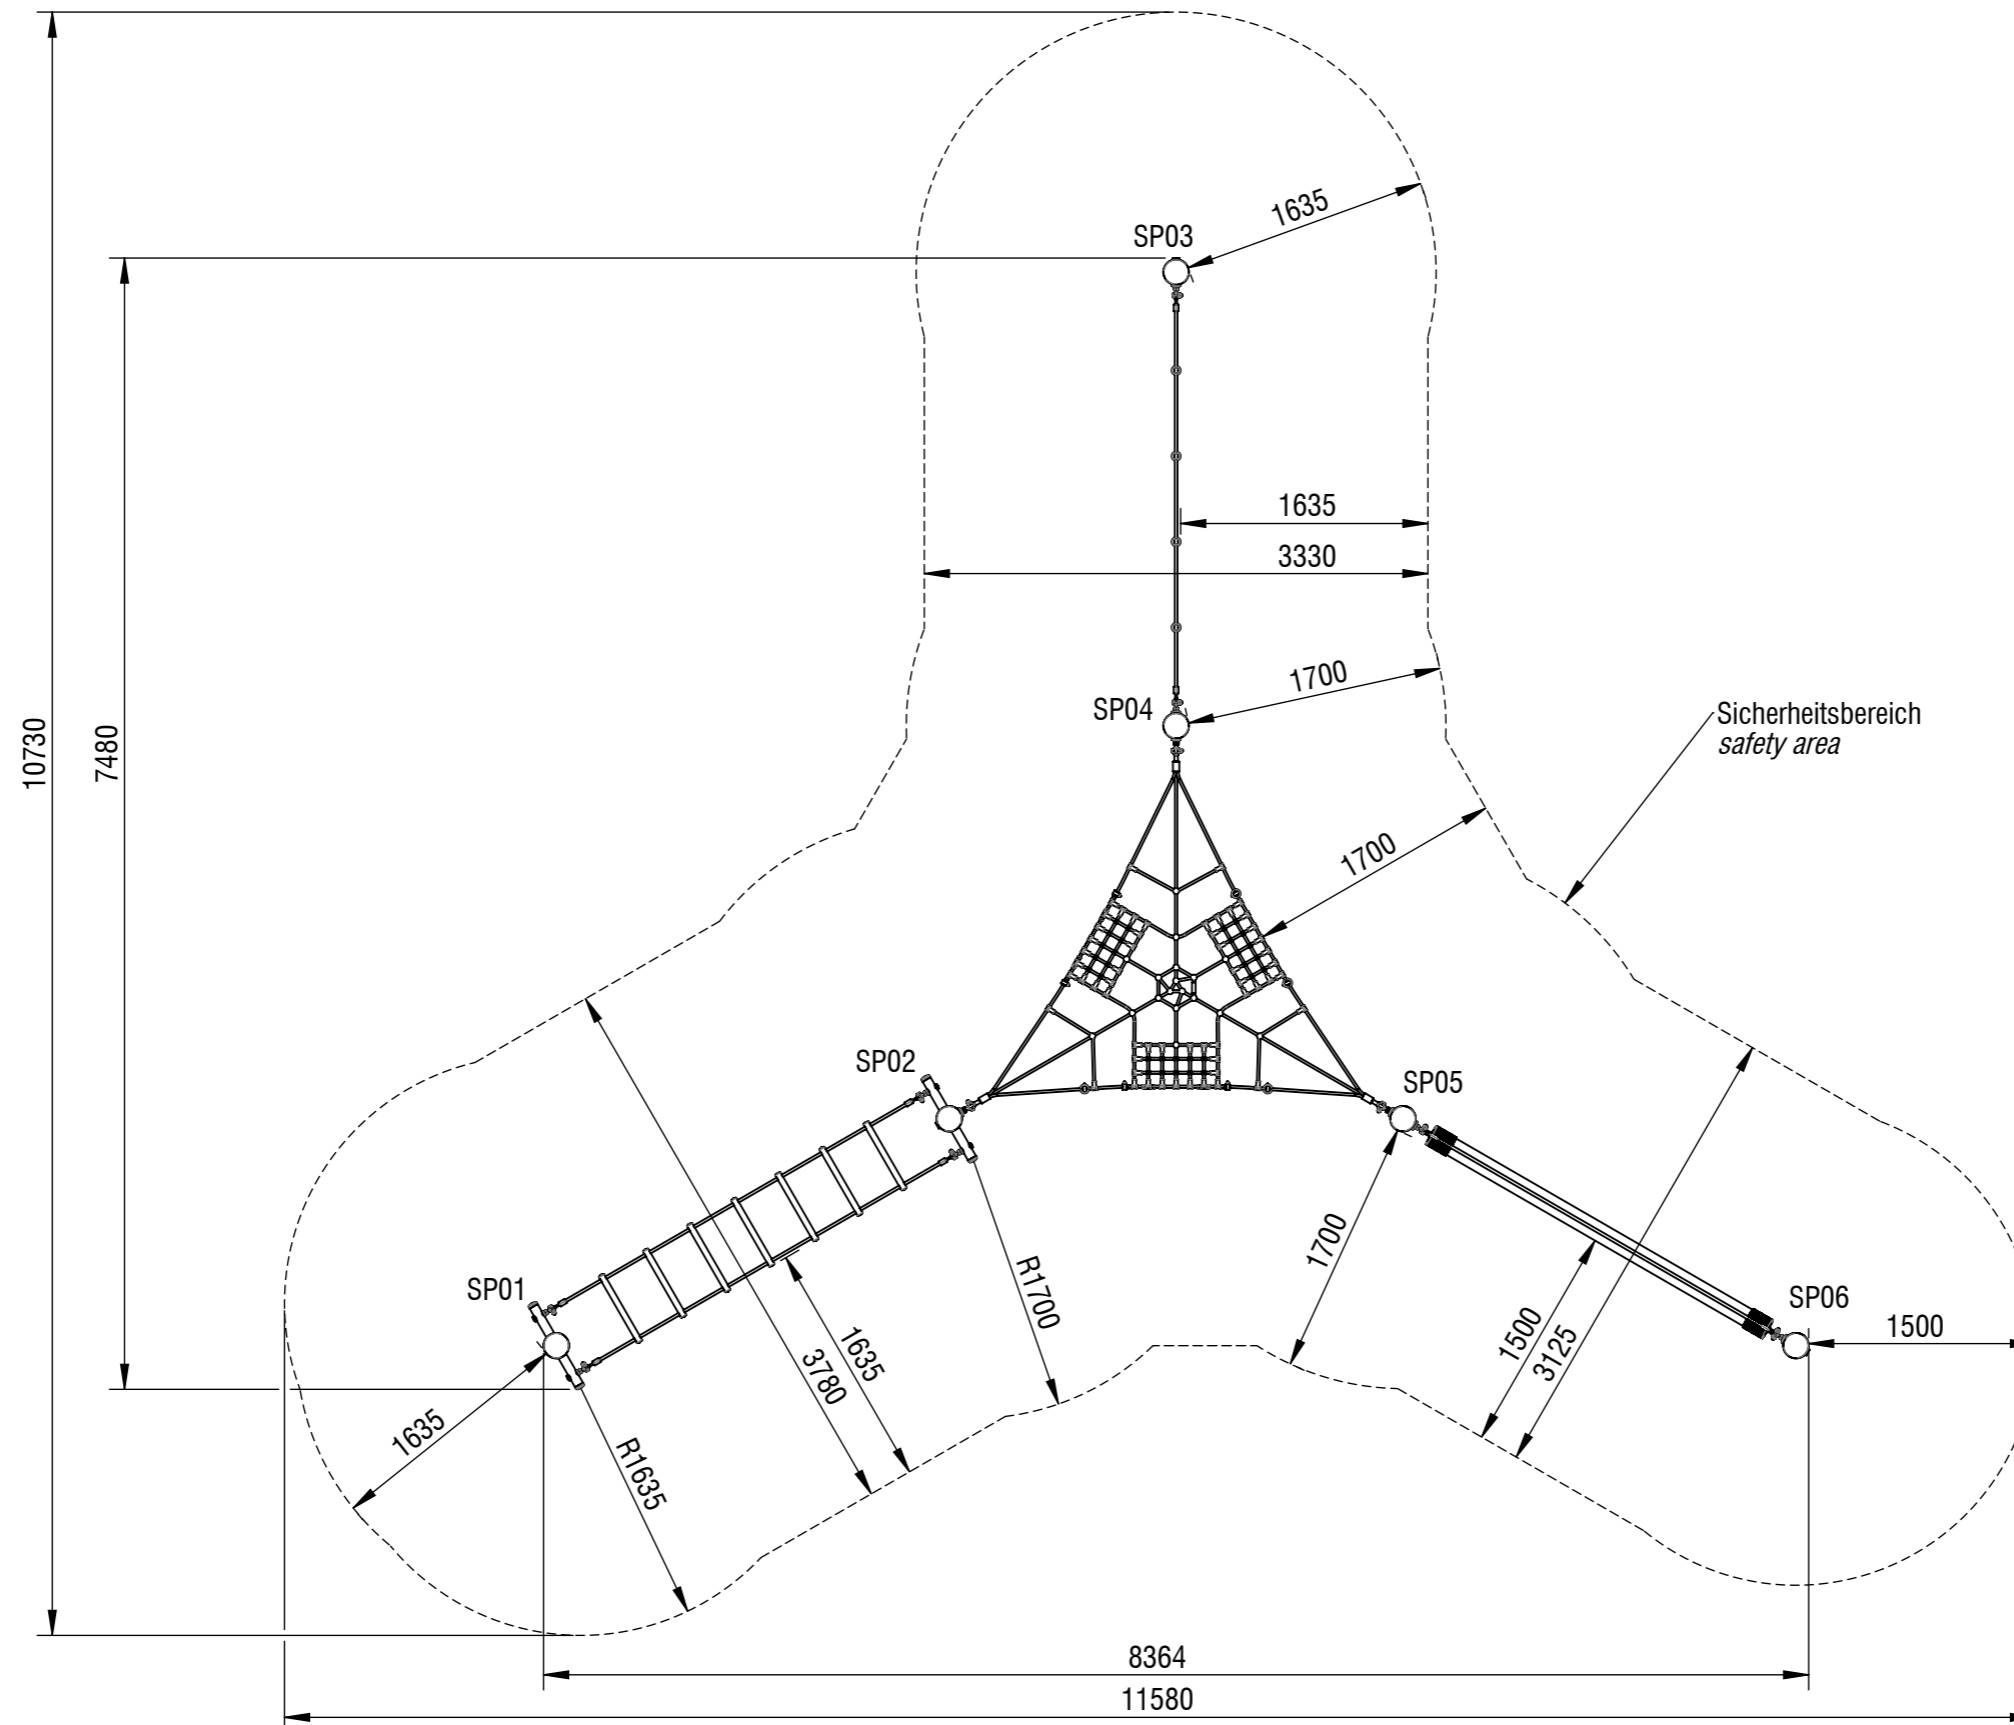 1635
SP03
1635
3330
1700
SP04
Sicherheitsbereich
safety area
10730
7480
1700
SP02
SP05
SP01
R1700
1700
1635
3780
1500
3125
SP06
1500
1635
R1635
8364
11580